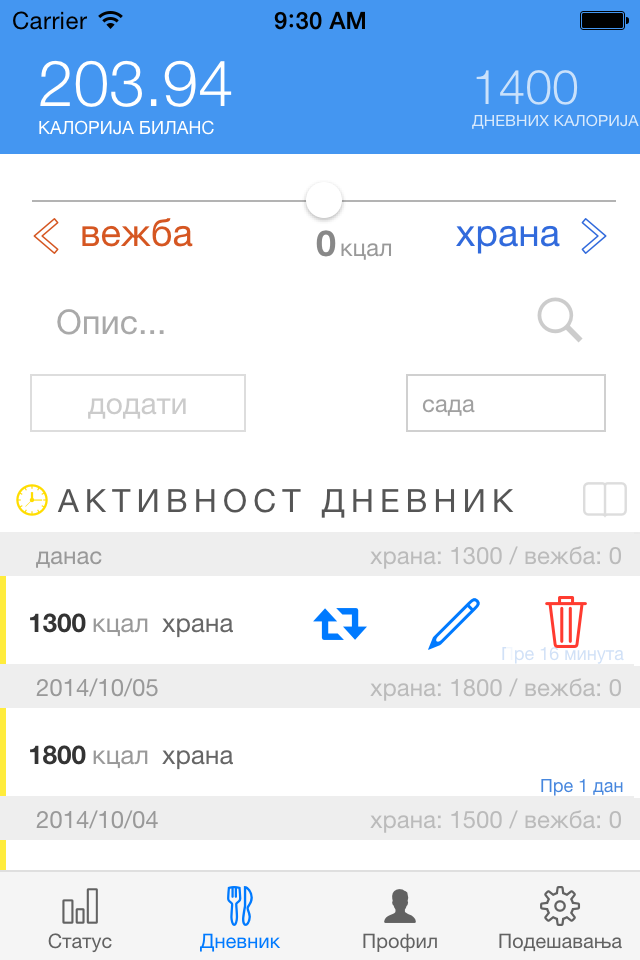 Carrier 9:30 AM
203.94 1400
КАЛОРИЈА БИЛАНС ДНЕВНИХ КАЛОРИЈА
вежба 0 кцал храна
Опис...
додати сада
АКТИВНОСТ ДНЕВНИК
данас храна: 1300 / вежба: 0
1300 кцал храна
Пре 16 минута
2014/10/05 храна: 1800 / вежба: 0
1800 кцал храна
Пре 1 дан
2014/10/04 храна: 1500 / вежба: 0
Статус Дневник Профил Подешавања